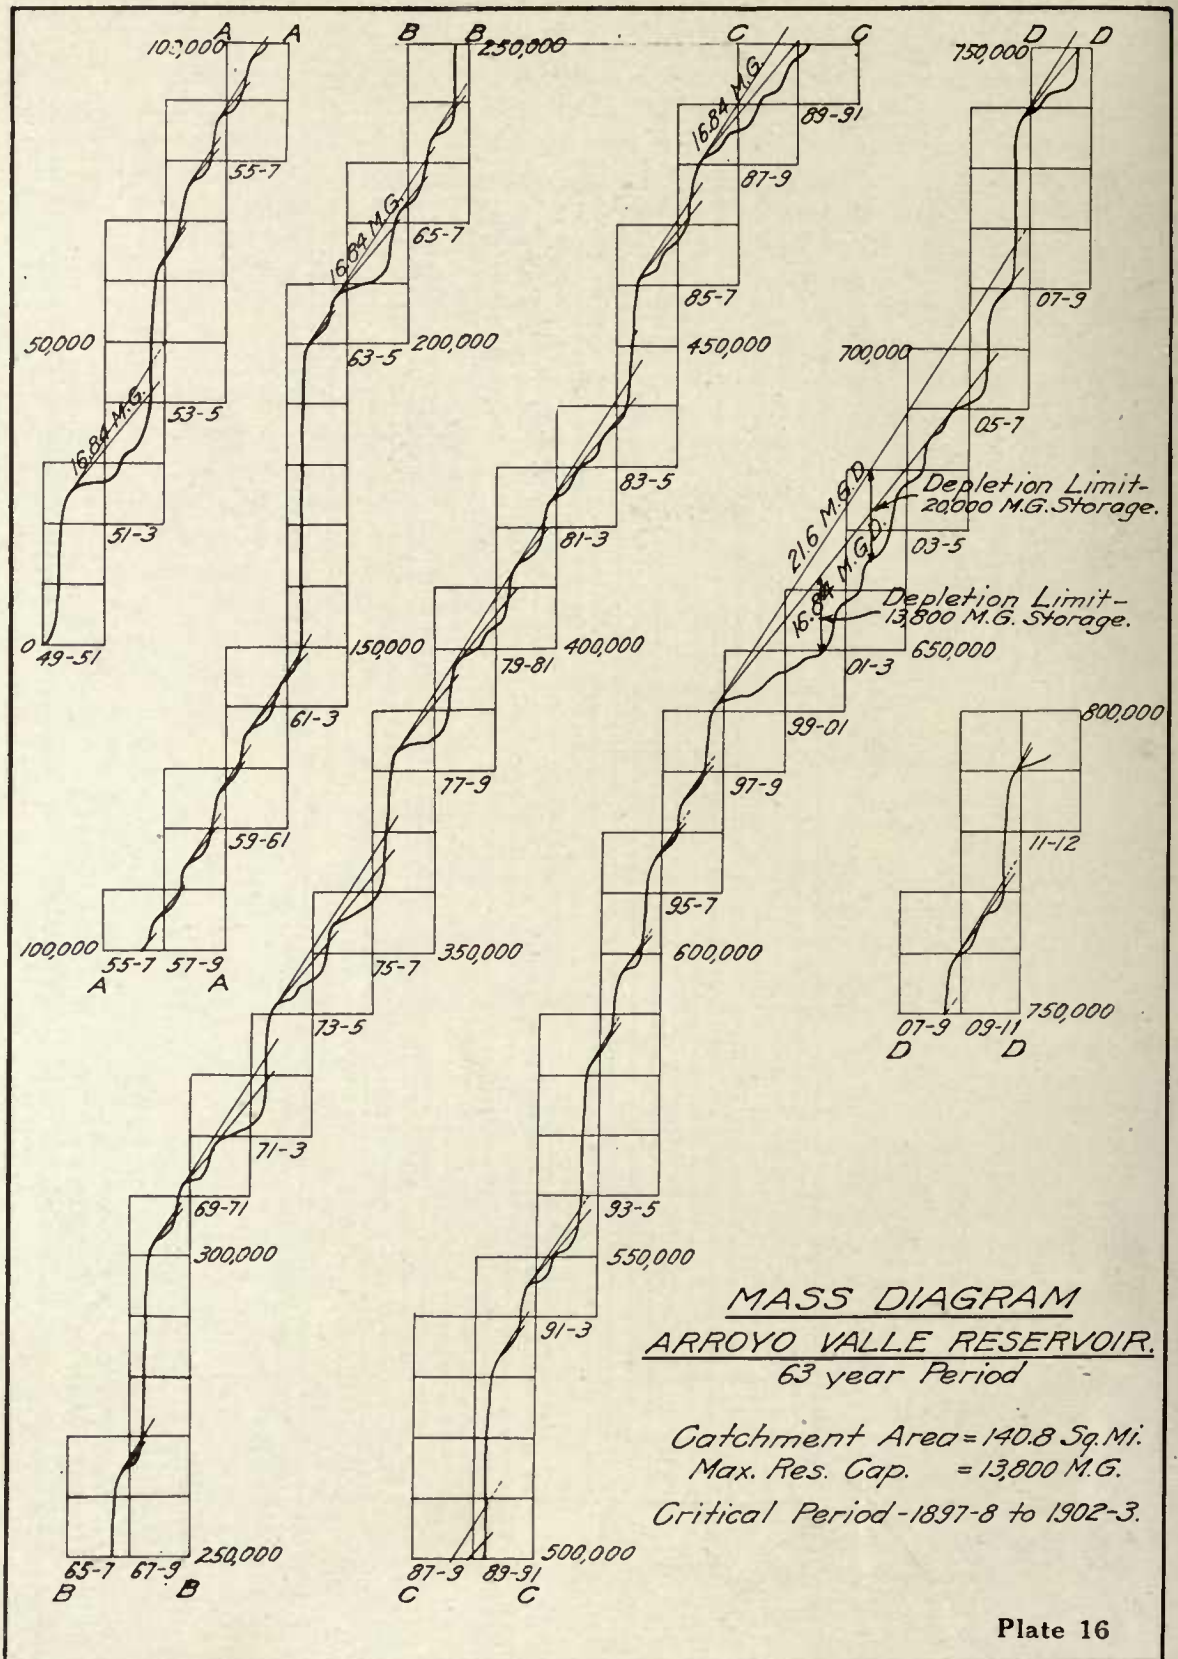 A A
100,000
55-7
53-5
50,000
16.84 M.G.
51-3
0
49-51
B B
250,000
65-7
16.84 M.G.
63-5
200,000
150,000
61-3
59-61
100,000
55-7 57-9
A A
C C
16.84 M.G.
89-91
87-9
85-7
450,000
83-5
81-3
79-81
400,000
77-9
75-7
350,000
73-5
71-3
69-71
300,000
250,000
65-7 67-9
B B
D D
750,000
07-9
700,000
05-7
Depletion Limit-
20,000 M.G. Storage.
21.6 M.G.D.
03-5
16.84 M.G.D.
Depletion Limit-
13,800 M.G. Storage.
01-3
650,000
99-01
97-9
95-7
600,000
93-5
550,000
91-3
500,000
87-9 89-91
C C
800,000
11-12
750,000
07-9 09-11
D D
MASS DIAGRAM
ARROYO VALLE RESERVOIR.
63 year Period
Catchment Area = 140.8 Sq. Mi.
Max. Res. Cap. = 13,800 M.G.
Critical Period - 1897-8 to 1902-3.
Plate 16